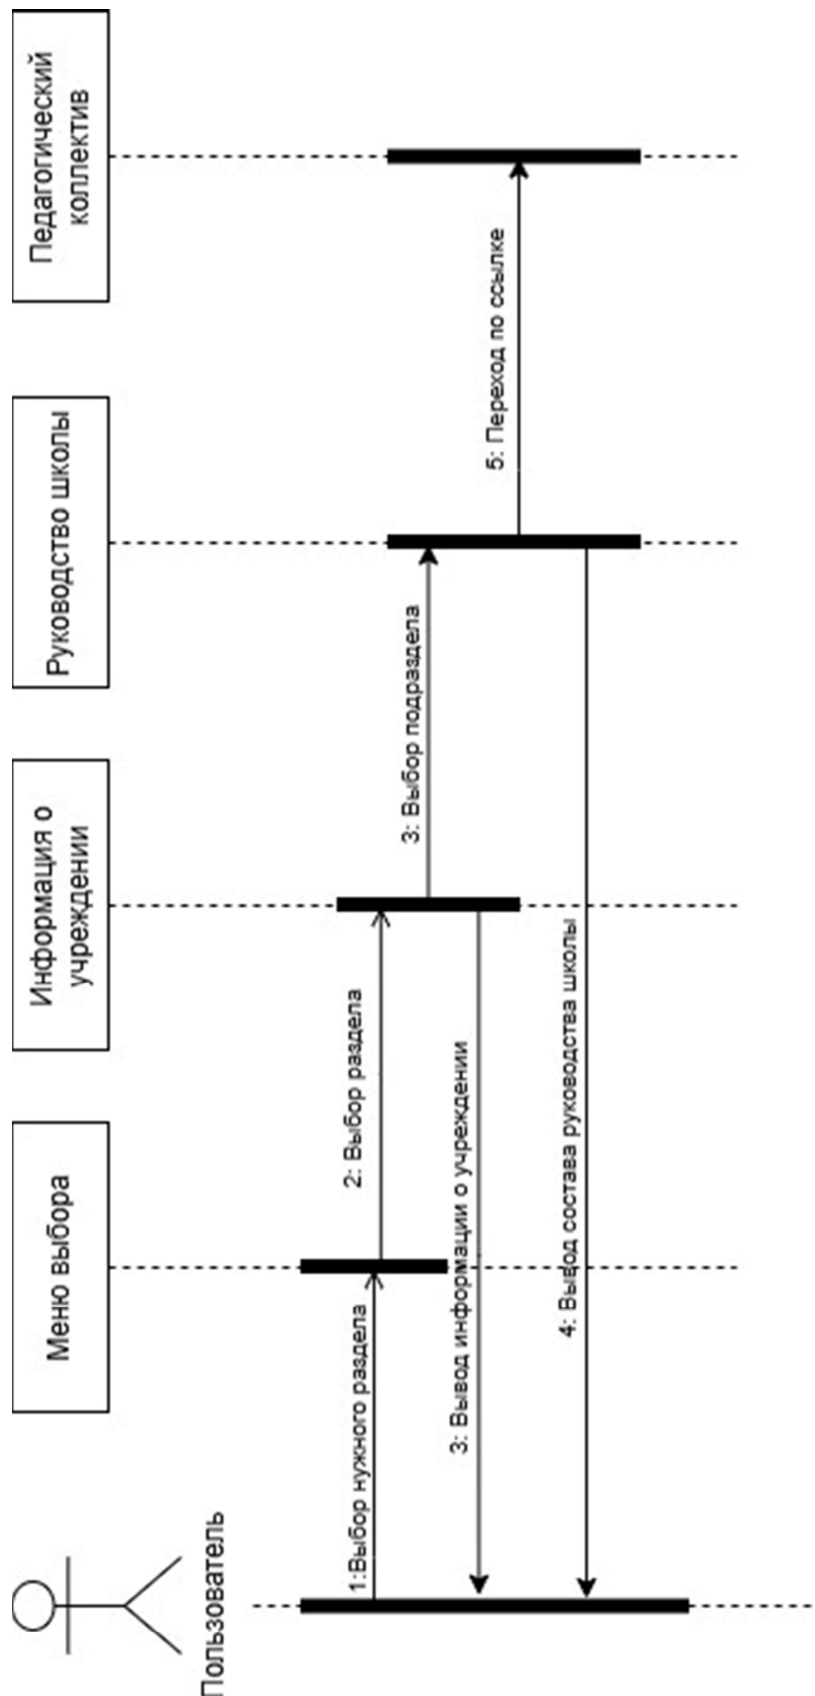 Пользователь
Меню выбора
Информация о
учреждении
Руководство школы
Педагогический
коллектив
1:Выбор нужного раздела
2: Выбор раздела
3: Выбор подраздела
3: Вывод информации о учреждении
5: Переход по ссылке
4: Вывод состава руководства школы